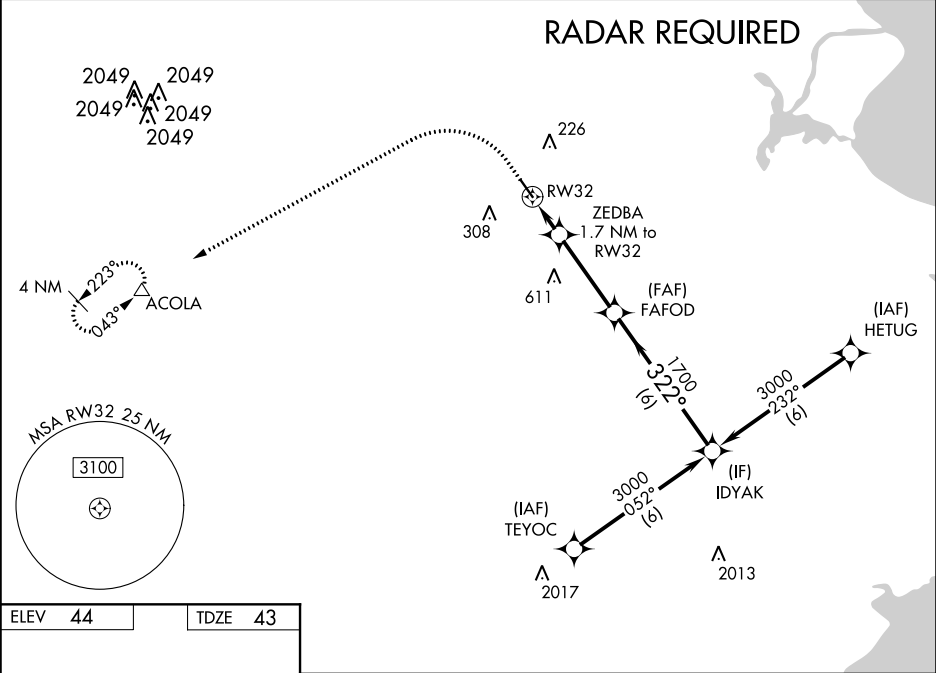 RADAR REQUIRED
2049
2049
2049
2049
2049
226
RW32
308
ZEDBA
1.7 NM to
RW32
611
4 NM
223°
043°
ACOLA
(FAF)
FAFOD
(IAF)
HETUG
1700
322°
(6)
3000
232°
(6)
MSA RW32 25 NM
3100
(IF)
IDYAK
3000
052°
(6)
(IAF)
TEYOC
2017
2013
ELEV 44
TDZE 43